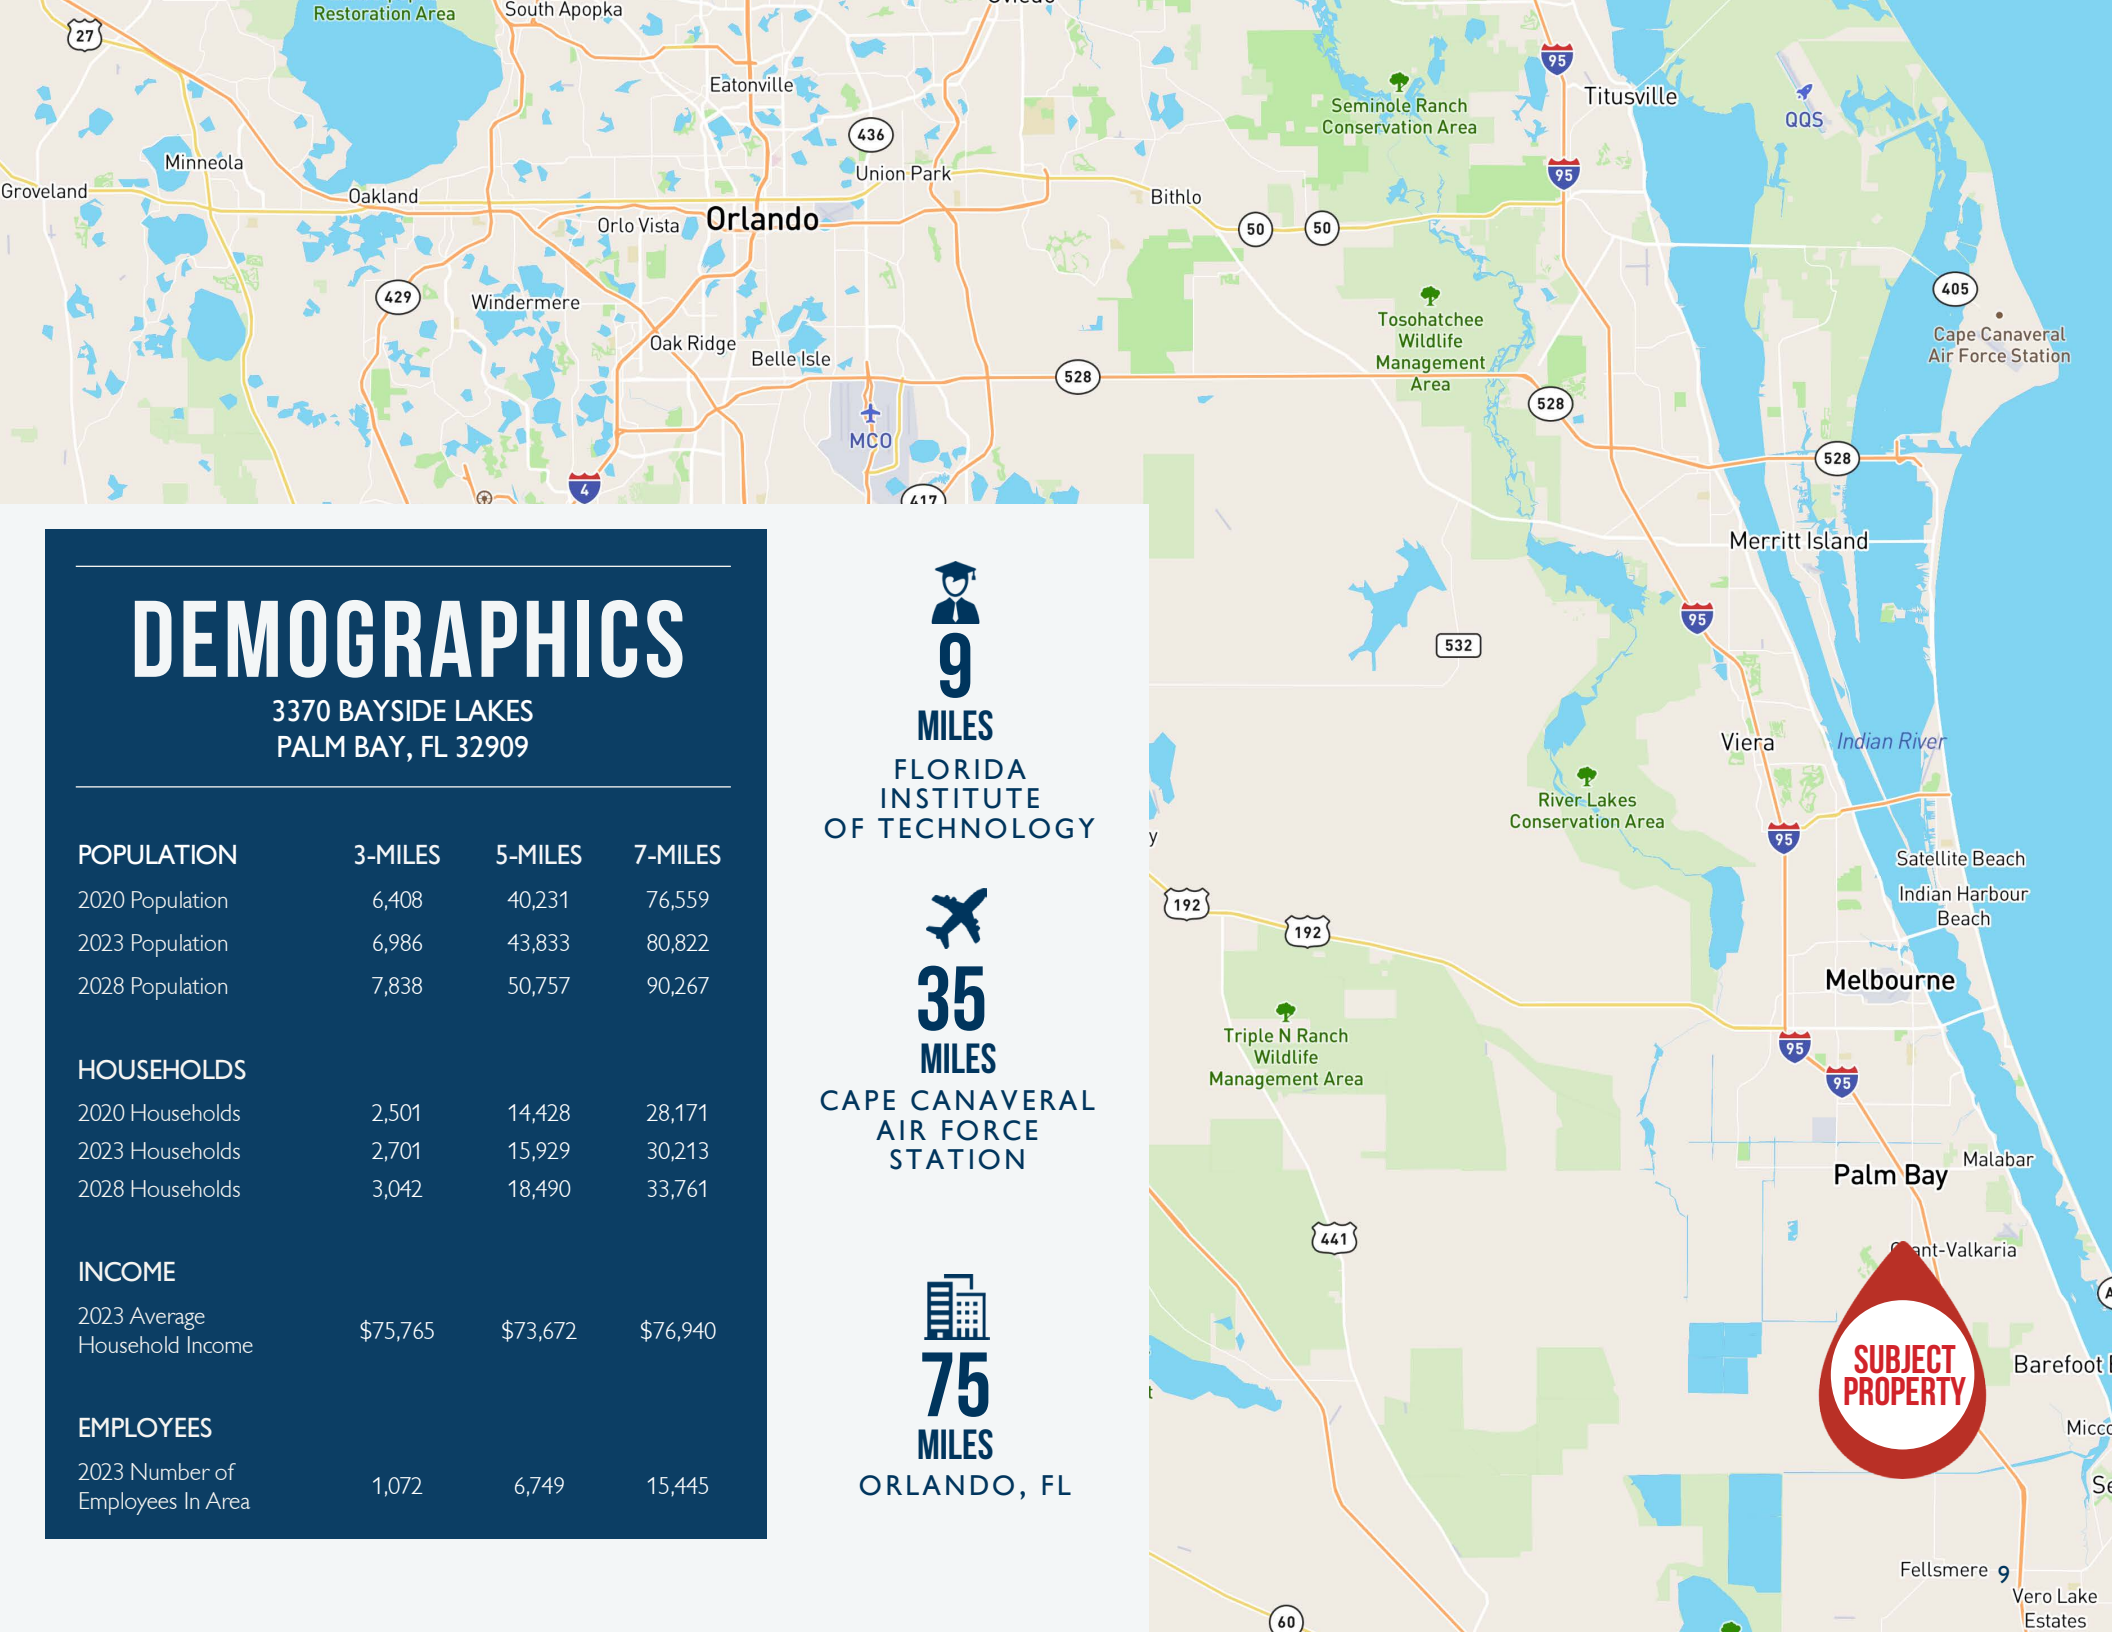 Restoration Area
South Apopka
27
95
Eatonville
Titusville
Seminole Ranch
Conservation Area
QQS
436
Minneola
Union Park
95
Groveland
Oakland
Bithlo
Orlo Vista
Orlando
50
50
429
Windermere
405
Tosohatchee
Wildlife
Management
Area
Cape Canaveral
Air Force Station
Oak Ridge
Belle Isle
528
528
MCO
528
4
417
Merritt Island
95
532
Viera
Indian River
River Lakes
Conservation Area
95
Satellite Beach
Indian Harbour
Beach
192
192
Melbourne
Triple N Ranch
Wildlife
Management Area
95
95
Malabar
Palm Bay
441
ant-Valkaria
SUBJECT
PROPERTY
Barefoot
Micco
Fellsmere 9
Vero Lake
Estates
60
DEMOGRAPHICS
3370 BAYSIDE LAKES
PALM BAY, FL 32909
POPULATION 3-MILES 5-MILES 7-MILES
2020 Population 6,408 40,231 76,559
2023 Population 6,986 43,833 80,822
2028 Population 7,838 50,757 90,267
HOUSEHOLDS
2020 Households 2,501 14,428 28,171
2023 Households 2,701 15,929 30,213
2028 Households 3,042 18,490 33,761
INCOME
2023 Average
Household Income $75,765 $73,672 $76,940
EMPLOYEES
2023 Number of
Employees In Area 1,072 6,749 15,445
9
MILES
FLORIDA
INSTITUTE
OF TECHNOLOGY
35
MILES
CAPE CANAVERAL
AIR FORCE
STATION
75
MILES
ORLANDO, FL